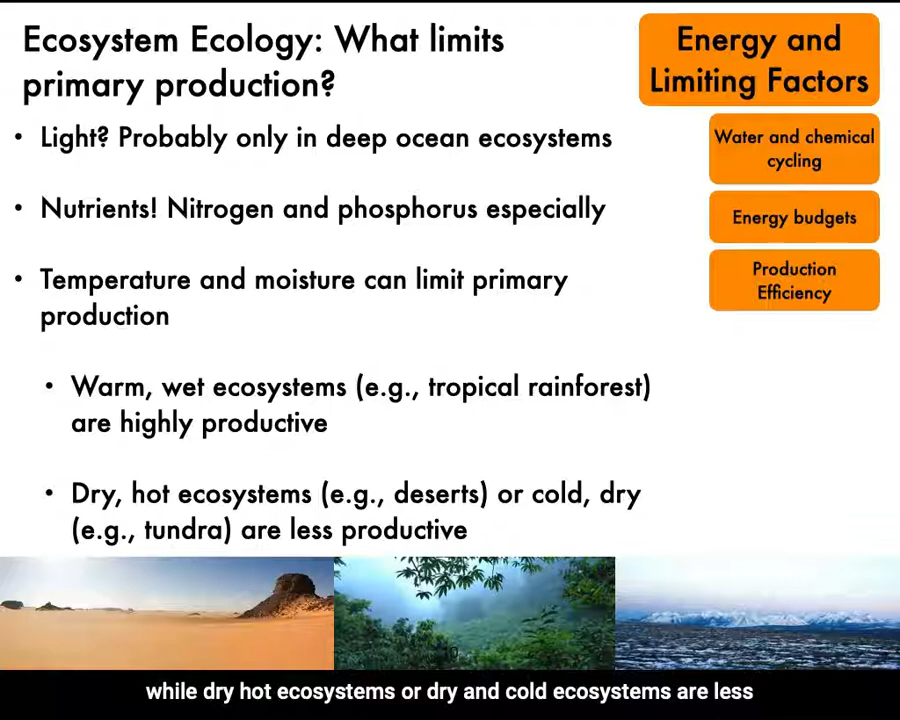 Ecosystem Ecology: What limits
primary production?
Energy and
Limiting Factors
• Light? Probably only in deep ocean ecosystems
Water and chemical
cycling
• Nutrients! Nitrogen and phosphorus especially
Energy budgets
• Temperature and moisture can limit primary
production
Production
Efficiency
• Warm, wet ecosystems (e.g., tropical rainforest)
are highly productive
• Dry, hot ecosystems (e.g., deserts) or cold, dry
(e.g., tundra) are less productive
while dry hot ecosystems or dry and cold ecosystems are less